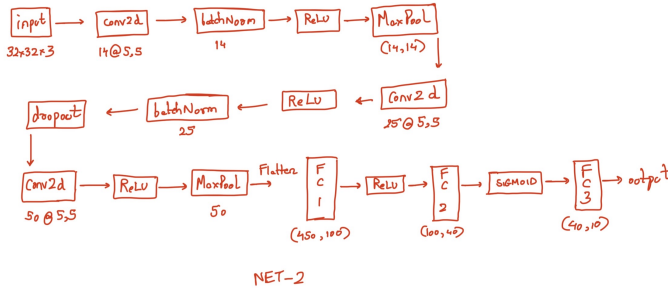 input
conv2d
batchNorm
ReLu
MaxPool
32x32x3
14@5,5
14
(14,14)
Conv2d
ReLu
batchNorm
dropout
25@5,5
25
Conv2d
ReLU
MaxPool
Flatten
FC1
ReLU
FC2
SIGMOID
FC3
output
50@5,5
50
(450,100)
(100,40)
(40,10)
NET-2